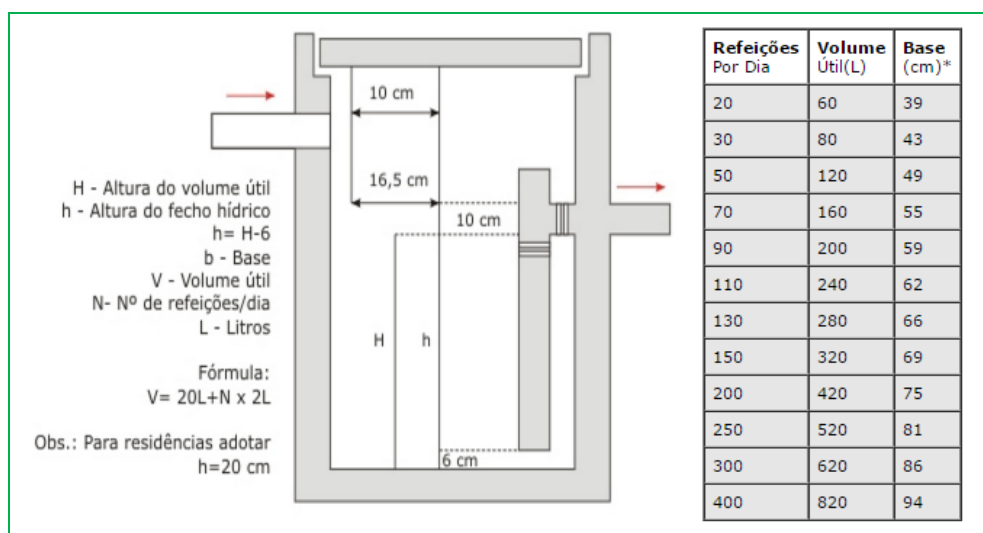 10 cm
16,5 cm
10 cm
H
h
6 cm
H - Altura do volume útil
h - Altura do fecho hídrico
h= H-6
b - Base
V - Volume útil
N- Nº de refeições/dia
L - Litros
Fórmula:
V= 20L+N x 2L
Obs.: Para residências adotar
h=20 cm
Refeições Por Dia Volume Útil(L) Base (cm)*
20 60 39
30 80 43
50 120 49
70 160 55
90 200 59
110 240 62
130 280 66
150 320 69
200 420 75
250 520 81
300 620 86
400 820 94